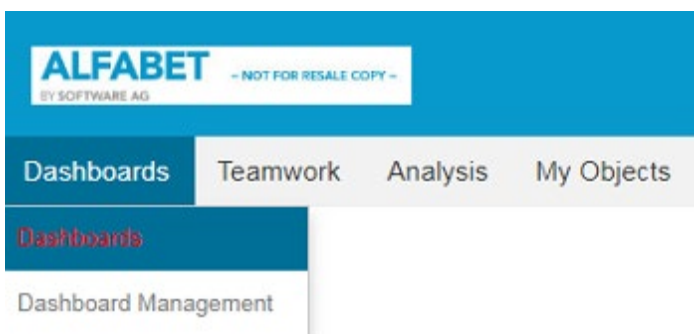 ALFABET – NOT FOR RESALE COPY –
BY SOFTWARE AG
Dashboards Teamwork Analysis My Objects
Dashboards
Dashboard Management